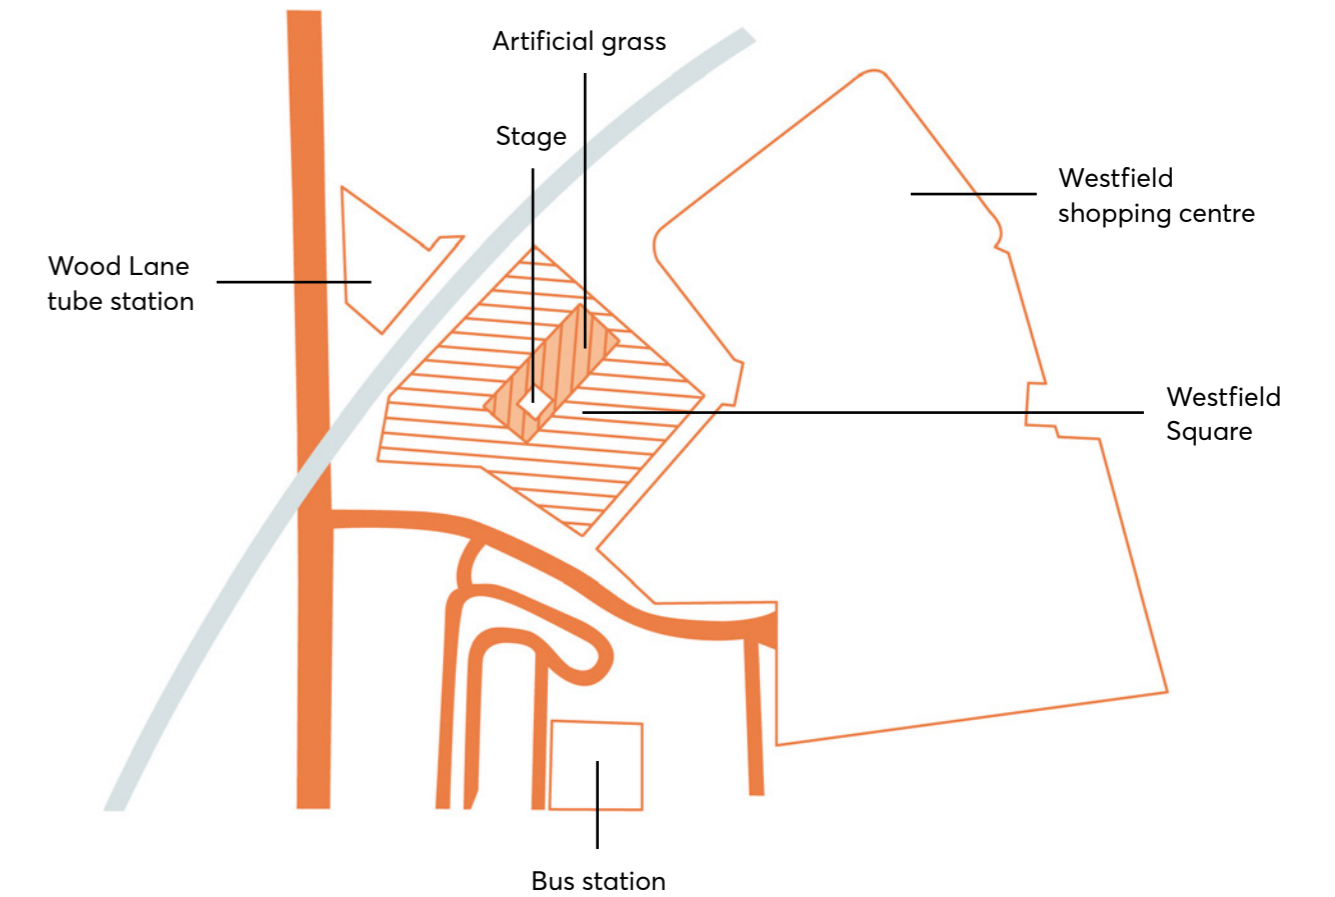 Artificial grass
Stage
Westfield
shopping centre
Wood Lane
tube station
Westfield
Square
Bus station